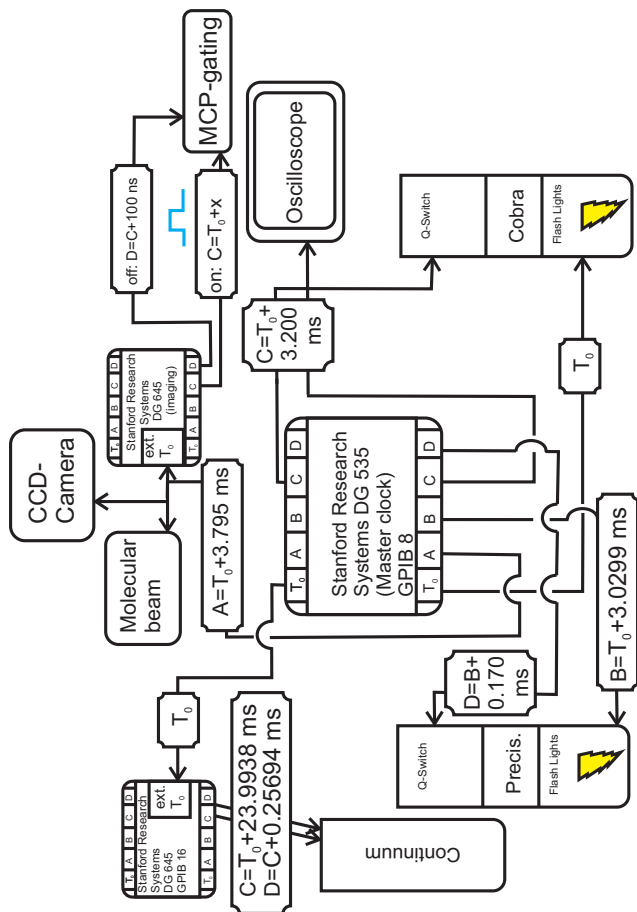 CCD-
Camera
Molecular
beam
T₀ A B C D
Stanford Research
Systems
DG 645
(imaging)
ext.
T₀
T₀ A B C D
off: D=C+100 ns
on: C=T₀+x
MCP-gating
Oscilloscope
A=T₀+3.795 ms
C=T₀+
3.200
ms
T₀
T₀ A B C D
Stanford Research
Systems
DG 645
GPIB 16
ext.
T₀
T₀ A B C D
C=T₀+23.9938 ms
D=C+0.25694 ms
Continuum
T₀ A B C D
Stanford Research
Systems DG 535
(Master clock)
GPIB 8
T₀ A B C D
D=B+
0.170
ms
B=T₀+3.0299 ms
T₀
Q-Switch
Precis.
Flash Lights
Q-Switch
Cobra
Flash Lights